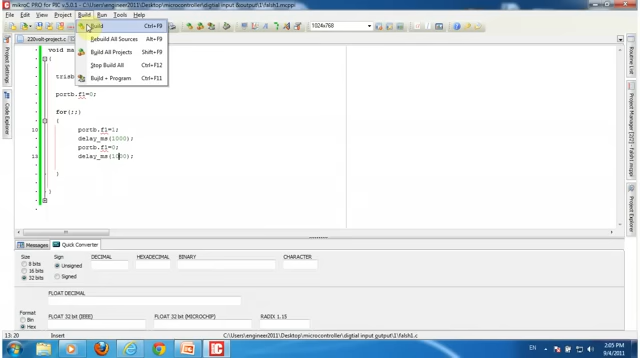 mikroC PRO for PIC v.5.0.1 - C:\Users\engineer2011\Desktop\microcontroller\digtial input &output\1\falsh1.mcppi
File Edit View Project Build Run Tools Help
1024x768
Build Ctrl+F9
Rebuild All Sources Alt+F9
Build All Projects Shift+F9
Stop Build All Ctrl+F12
Build + Program Ctrl+F11
220volt-project.c
void ma
{
trisb
portb.f1=0;
for(;;)
{
10 portb.f1=1;
delay_ms(1000);
portb.f1=0;
13 delay_ms(1000);
}
}
Project Settings
Code Explorer
Routine List
Project Explorer
Messages Quick Converter
Size Sign DECIMAL HEXADECIMAL BINARY CHARACTER
8 bits Unsigned
16 bits
32 bits Signed
FLOAT DECIMAL
Format
Bin FLOAT 32 bit (IEEE) FLOAT 32 bit (MICROCHIP) RADIX 1.15
Hex
13: 20 Insert C:\Users\engineer2011\Desktop\microcontroller\digtial input &output\1\falsh1.c
EN 2:05 PM
9/4/2011